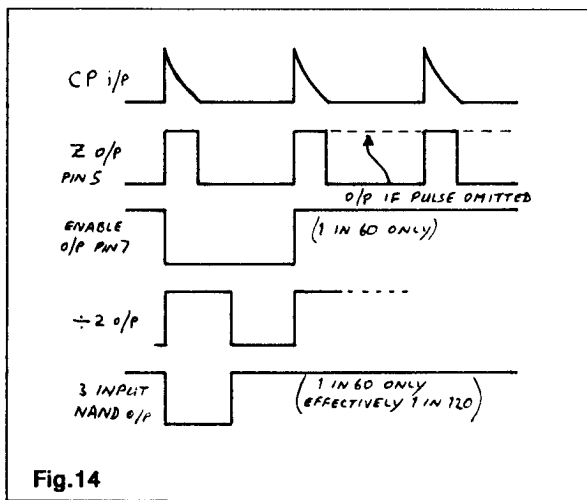 CP i/P
Z O/P
PIN 5
O/P IF PULSE OMITTED
ENABLE
O/P PIN 7
(1 IN 60 ONLY)
÷2 O/P
3 INPUT
NAND O/P
(1 IN 60 ONLY
EFFECTIVELY 1 IN 120)
Fig.14